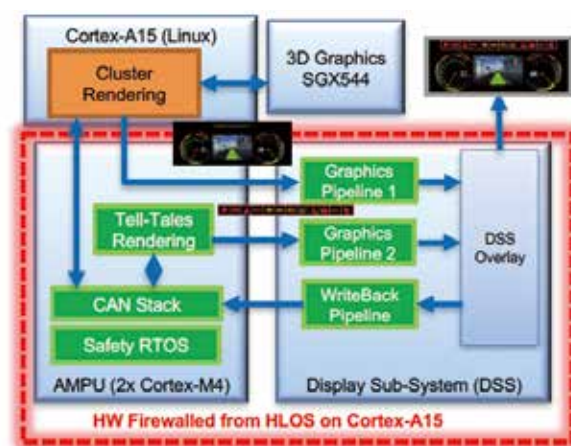 Cortex-A15 (Linux)
Cluster
Rendering
3D Graphics
SGX544
Graphics
Pipeline 1
Tell-Tales
Rendering
Graphics
Pipeline 2
DSS
Overlay
CAN Stack
WriteBack
Pipeline
Safety RTOS
AMPU (2x Cortex-M4)
Display Sub-System (DSS)
HW Firewalled from HLOS on Cortex-A15